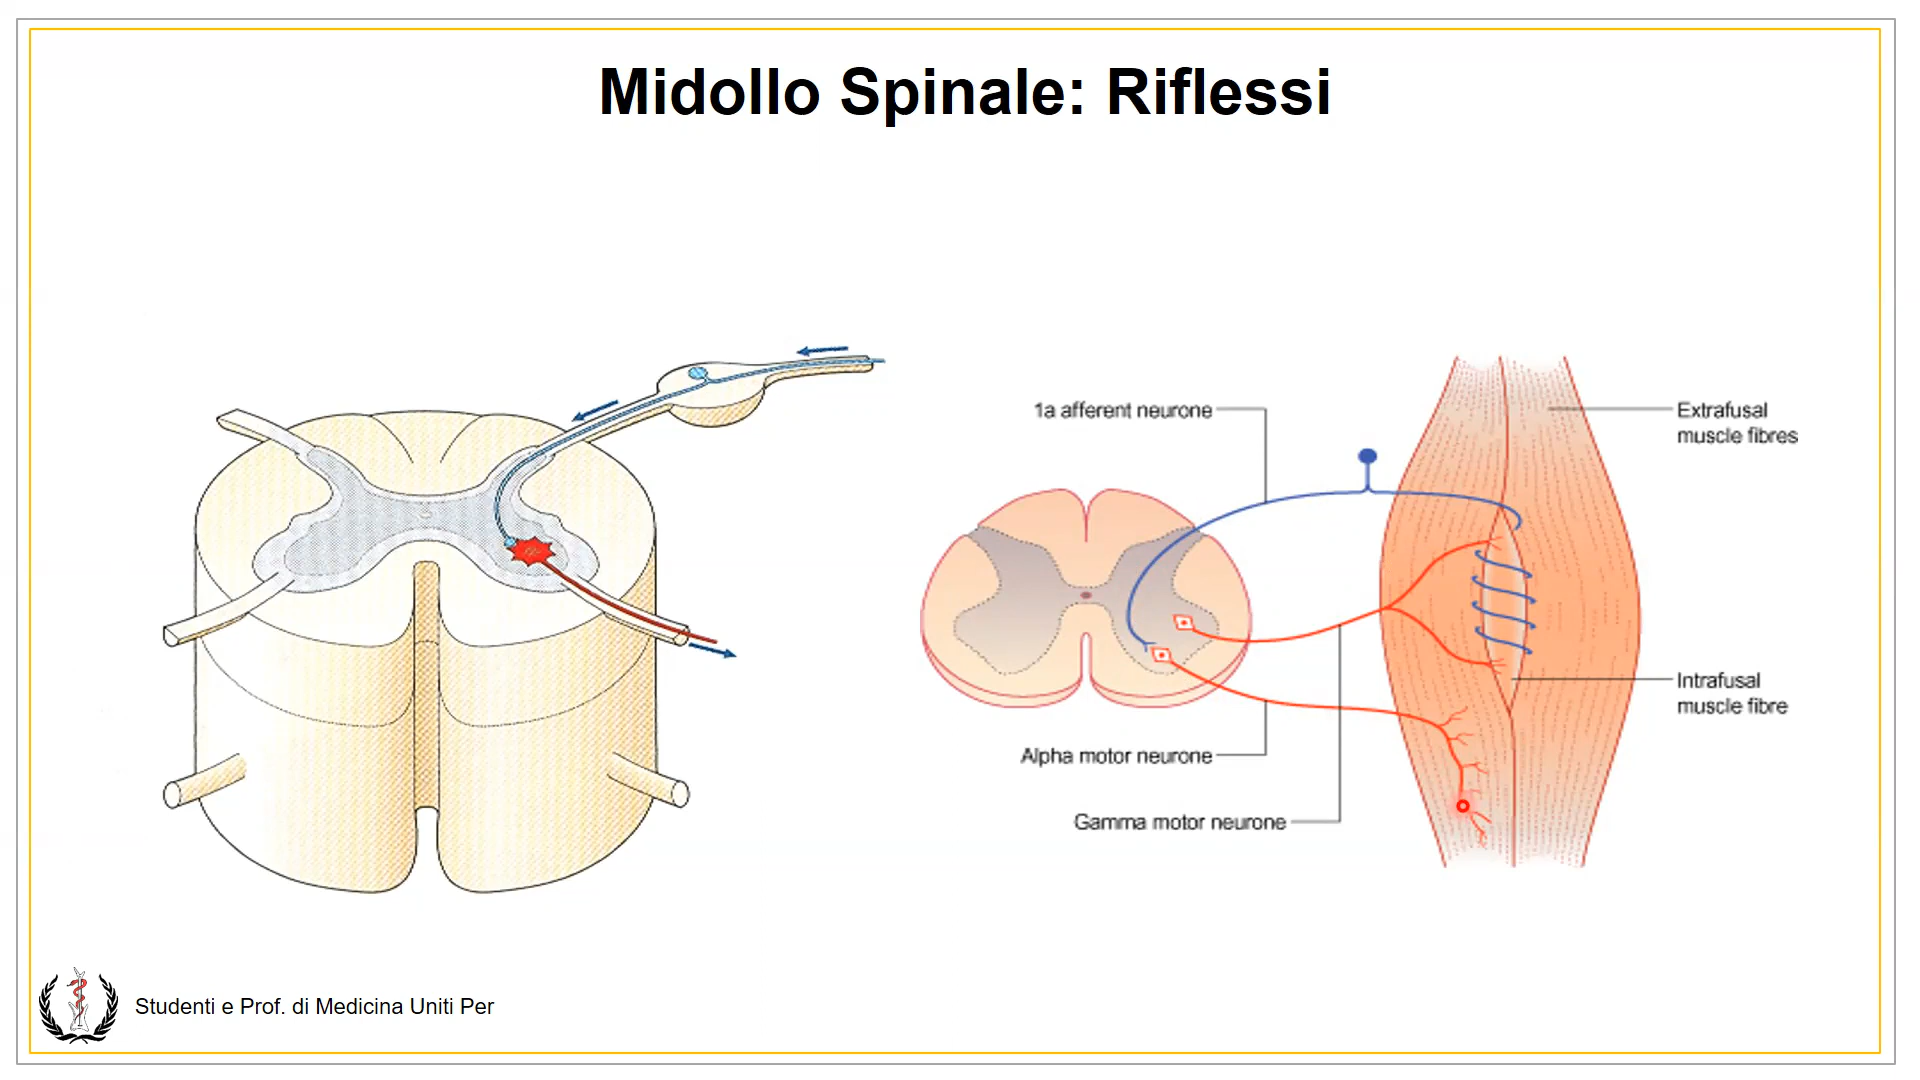 Midollo Spinale: Riflessi
1a afferent neurone
Extrafusal
muscle fibres
Intrafusal
muscle fibre
Alpha motor neurone
Gamma motor neurone
Studenti e Prof. di Medicina Uniti Per